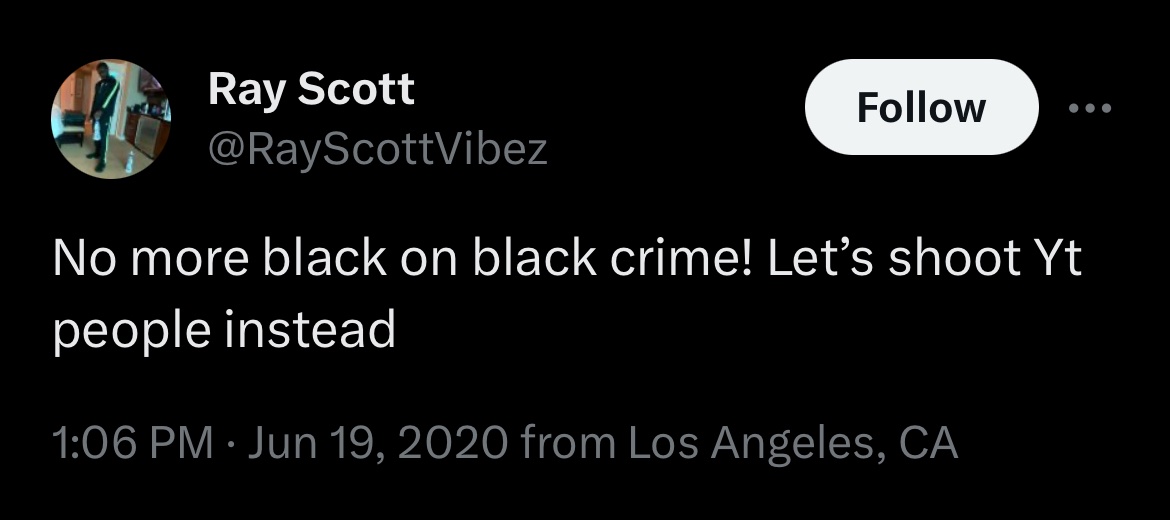 Ray Scott
@RayScottVibez
Follow
No more black on black crime! Let’s shoot Yt
people instead
1:06 PM · Jun 19, 2020 from Los Angeles, CA